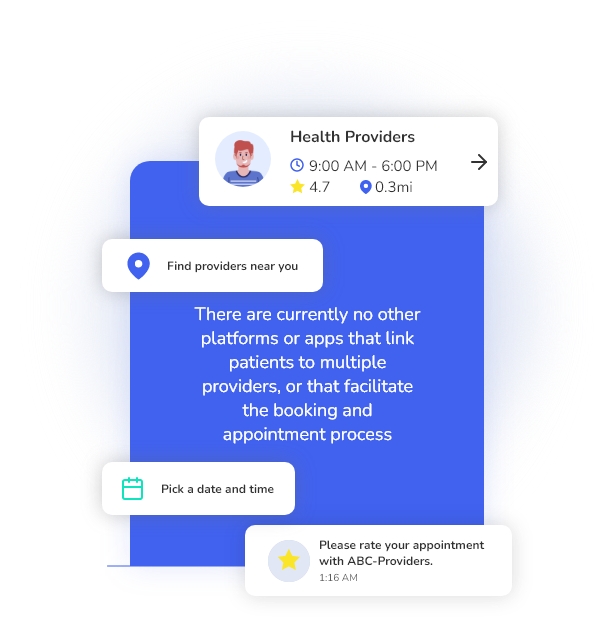 Health Providers
9:00 AM - 6:00 PM
4.7 0.3mi
Find providers near you
There are currently no other
platforms or apps that link
patients to multiple
providers, or that facilitate
the booking and
appointment process
Pick a date and time
Please rate your appointment
with ABC-Providers.
1:16 AM